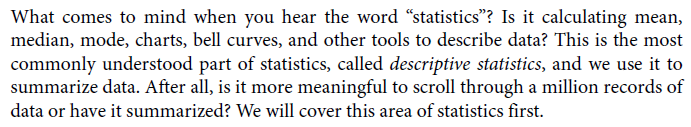 What comes to mind when you hear the word “statistics”? Is it calculating mean,
median, mode, charts, bell curves, and other tools to describe data? This is the most
commonly understood part of statistics, called descriptive statistics, and we use it to
summarize data. After all, is it more meaningful to scroll through a million records of
data or have it summarized? We will cover this area of statistics first.